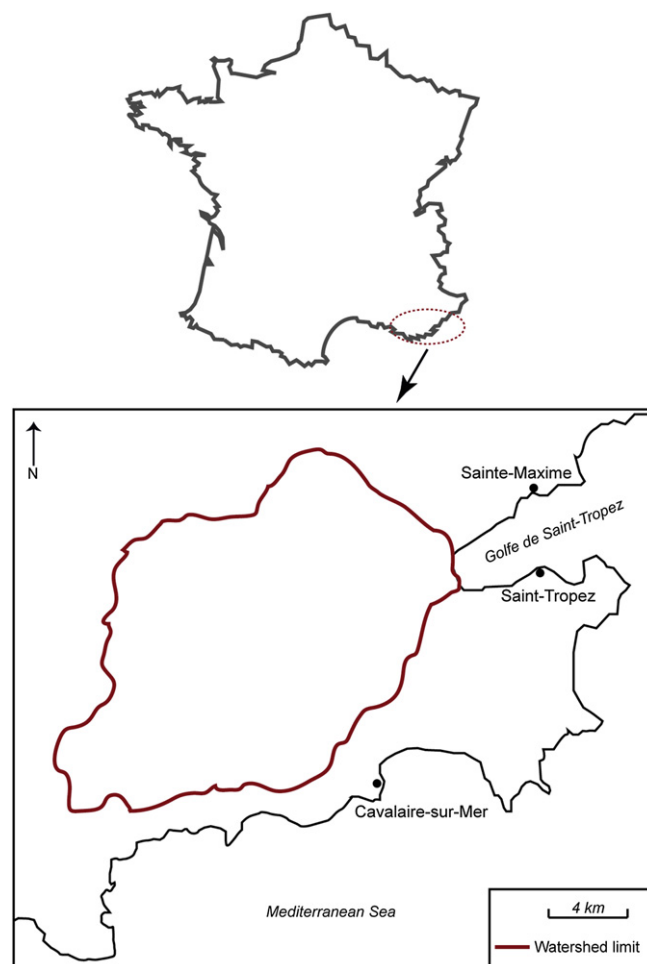 N
Sainte-Maxime
Golfe de Saint-Tropez
Saint-Tropez
Cavalaire-sur-Mer
Mediterranean Sea
4 km
Watershed limit